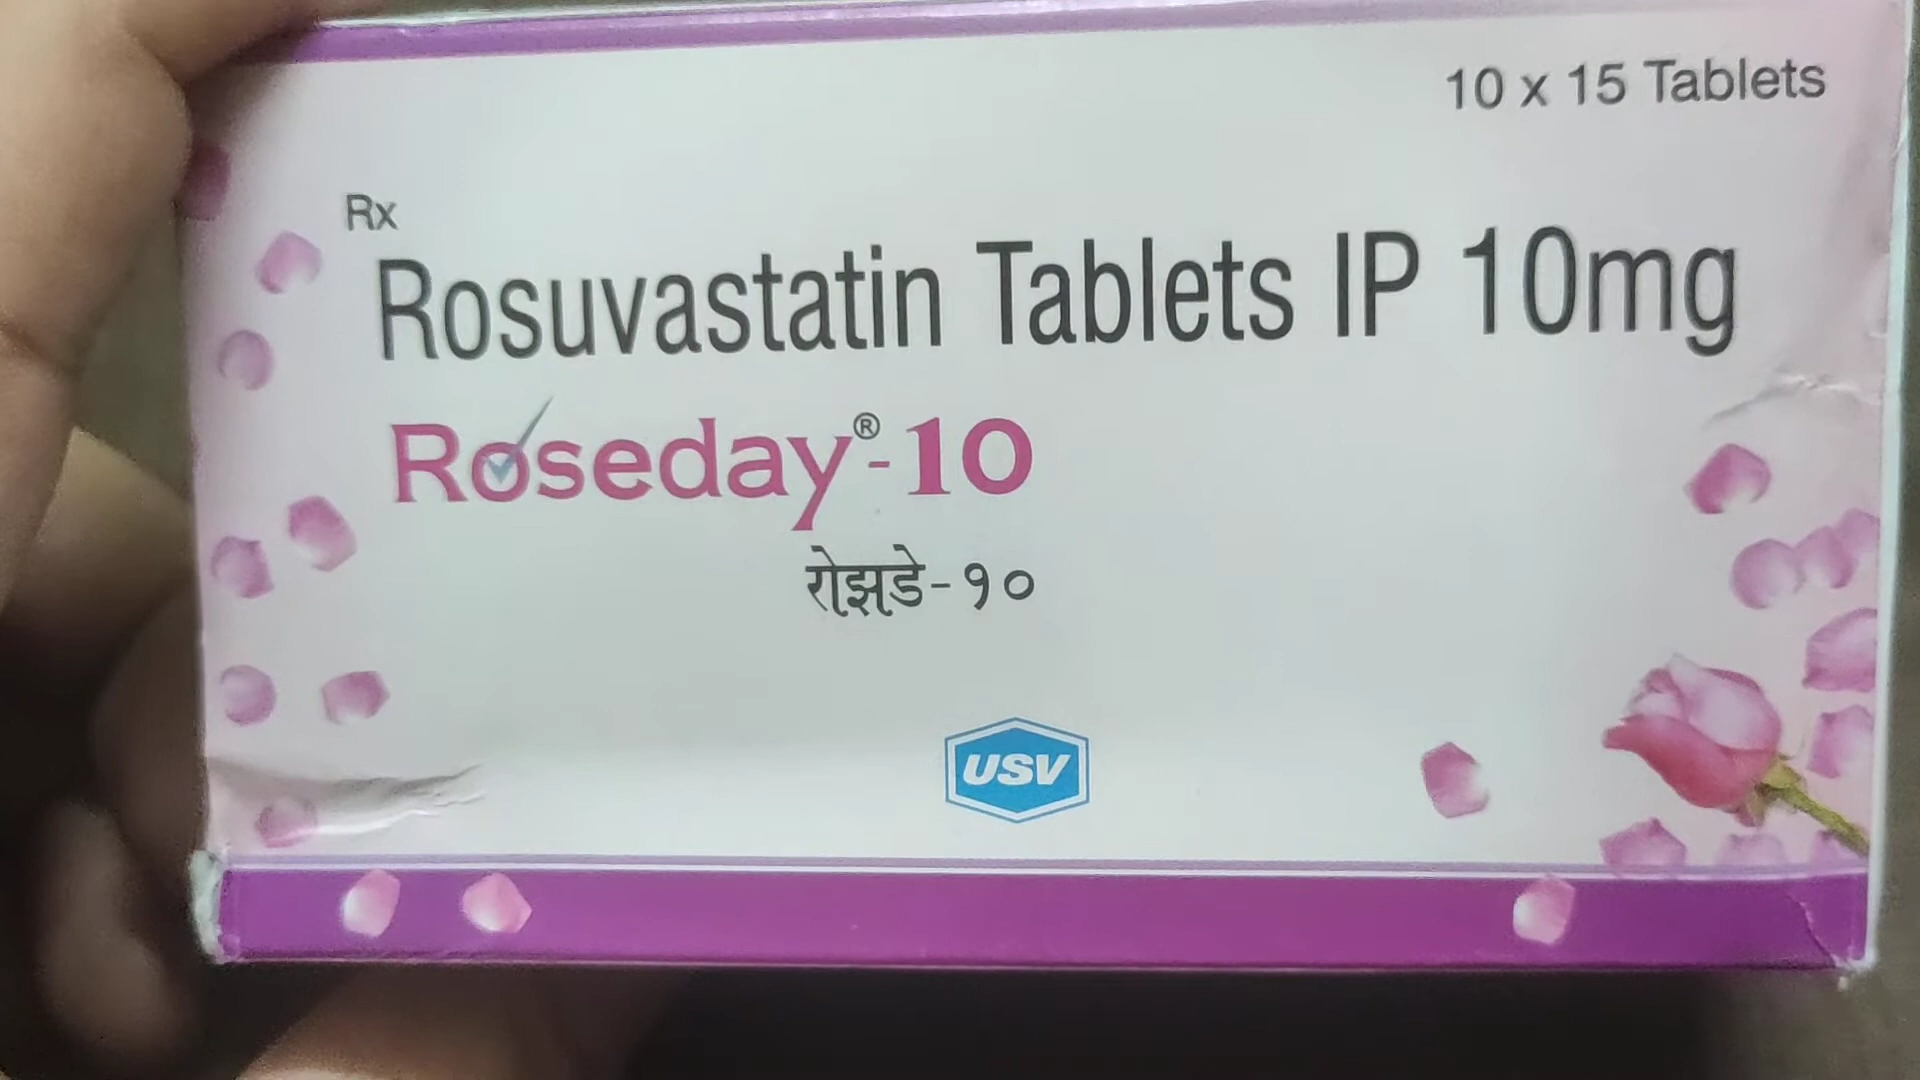 10 x 15 Tablets
Rx
Rosuvastatin Tablets IP 10mg
Roseday®-10
रोझडे-१०
USV